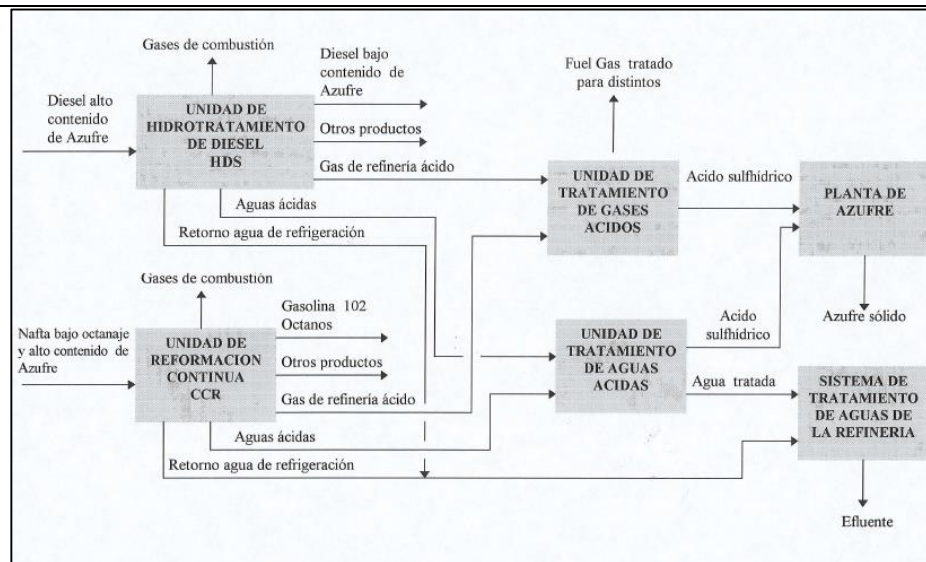 Gases de combustión
Diesel bajo
contenido de
Azufre
Fuel Gas tratado
para distintos
Diesel alto
contenido
de Azufre
UNIDAD DE
HIDROTRATAMIENTO
DE DIESEL
HDS
Otros productos
Gas de refinería ácido
UNIDAD DE
TRATAMIENTO
DE GASES
ACIDOS
Acido sulfhídrico
PLANTA DE
AZUFRE
Aguas ácidas
Retorno agua de refrigeración
Gases de combustión
Gasolina 102
Octanos
Nafta bajo octanaje
y alto contenido de
Azufre
UNIDAD DE
REFORMACION
CONTINUA
CCR
Otros productos
Gas de refinería ácido
UNIDAD DE
TRATAMIENTO
DE AGUAS
ACIDAS
Acido
sulfhídrico
Azufre sólido
Agua tratada
SISTEMA DE
TRATAMIENTO
DE AGUAS DE
LA REFINERIA
Aguas ácidas
Retorno agua de refrigeración
Efluente